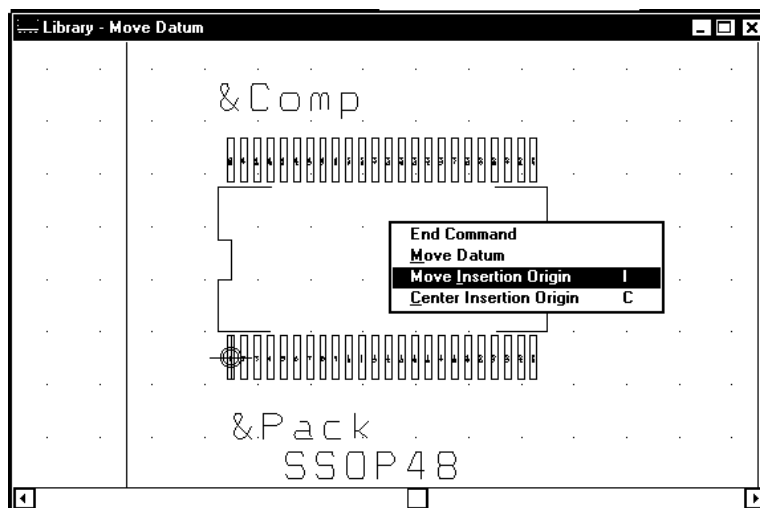 Library - Move Datum
&Comp
End Command
Move Datum
Move Insertion Origin I
Center Insertion Origin C
&Pack
SSOP48